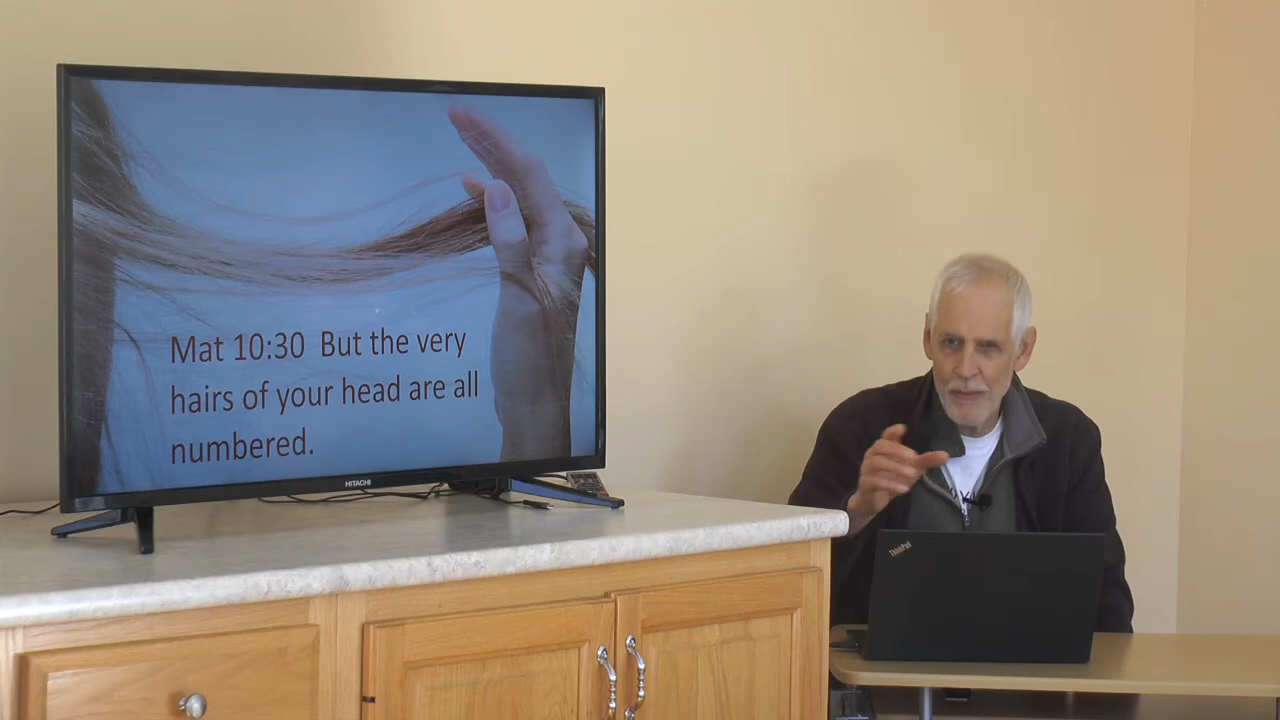 Mat 10:30  But the very
hairs of your head are all
numbered.
HITACHI
ThinkPad